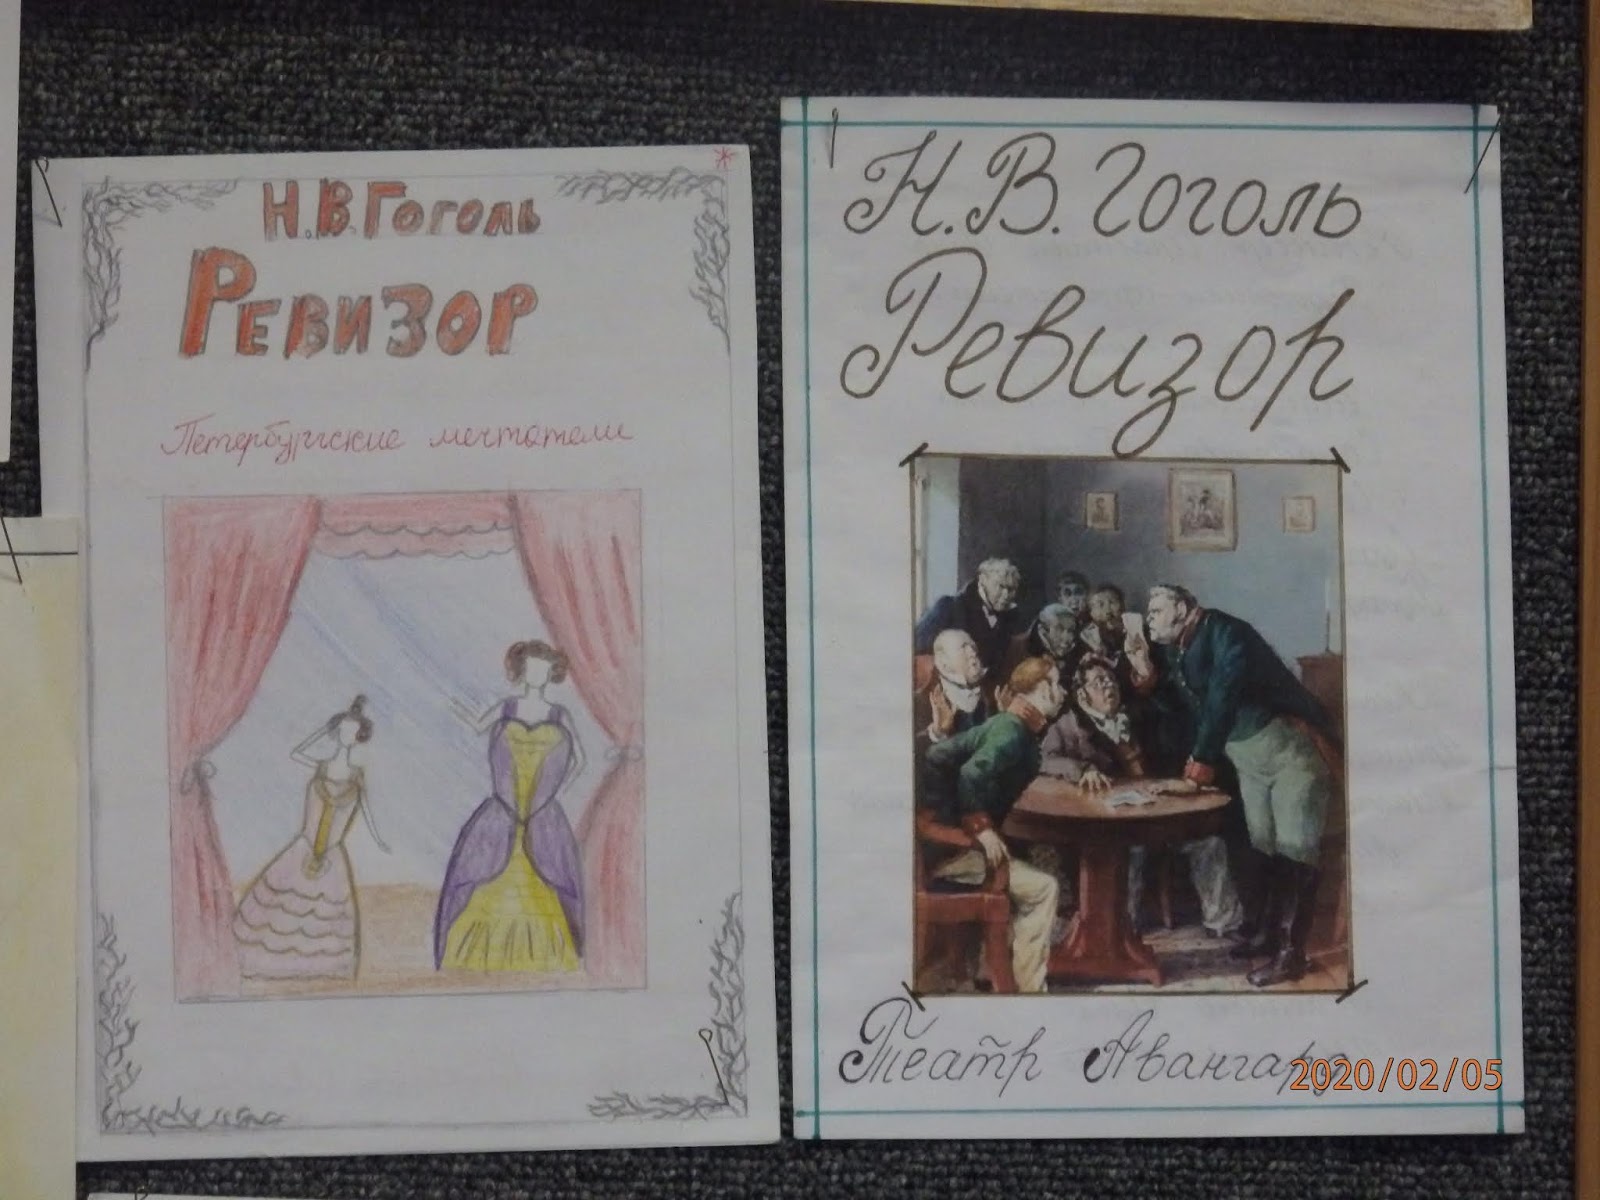 Н.В.Гоголь
Ревизор
Петербургские мечтатели
Н.В.Гоголь
Ревизор
Театр Авангард
2020/02/05